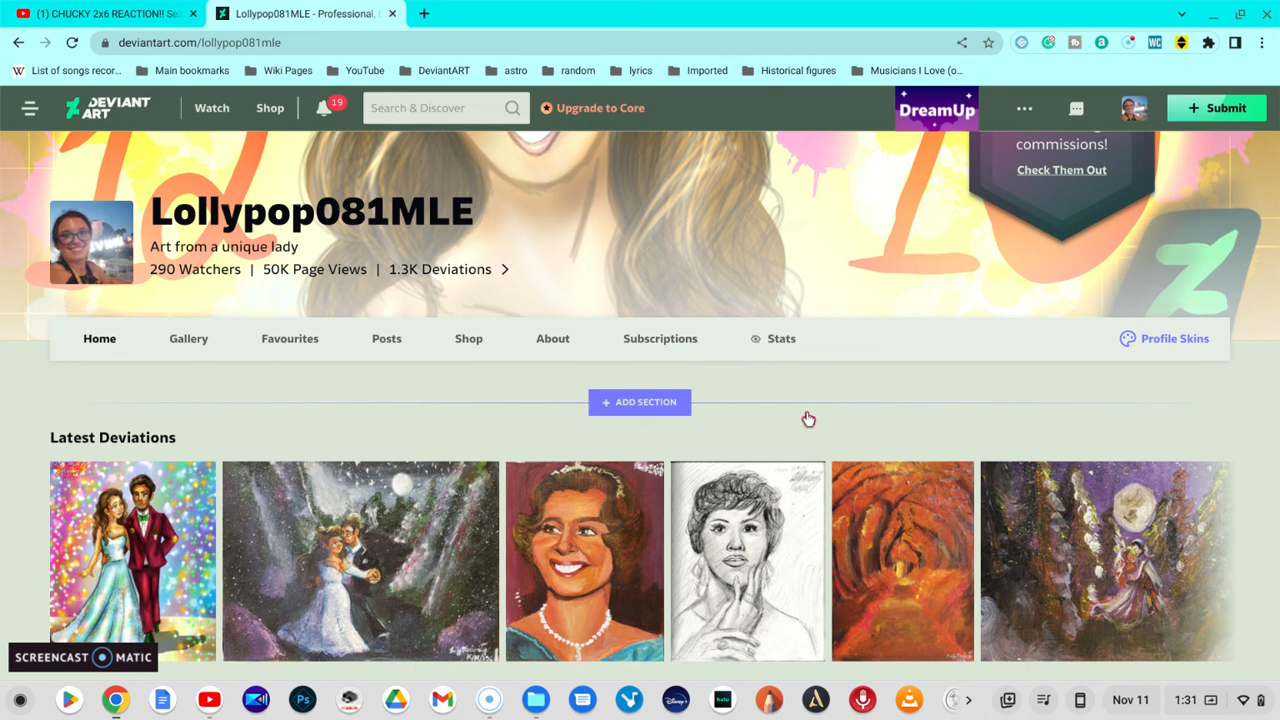 (1) CHUCKY 2x6 REACTION!! Se
Lollypop081MLE - Professional,
deviantart.com/lollypop081mle
List of songs recor...
Main bookmarks
Wiki Pages
YouTube
DeviantART
astro
random
lyrics
Imported
Historical figures
Musicians I Love (o...
DEVIANT ART
Watch
Shop
19
Search & Discover
Upgrade to Core
DreamUp
Submit
commissions!
Check Them Out
Lollypop081MLE
Art from a unique lady
290 Watchers | 50K Page Views | 1.3K Deviations
Home
Gallery
Favourites
Posts
Shop
About
Subscriptions
Stats
Profile Skins
+ ADD SECTION
Latest Deviations
SCREENCAST MATIC
Nov 11
1:31